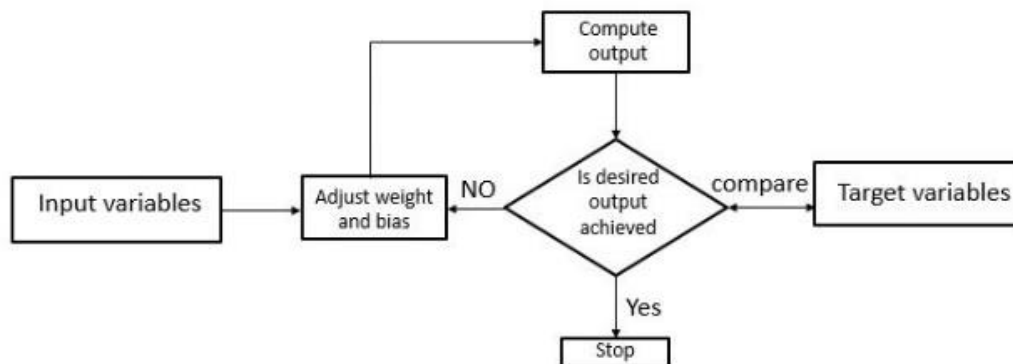 Compute
output
Input variables
Adjust weight
and bias
NO
Is desired
output
achieved
compare
Target variables
Yes
Stop